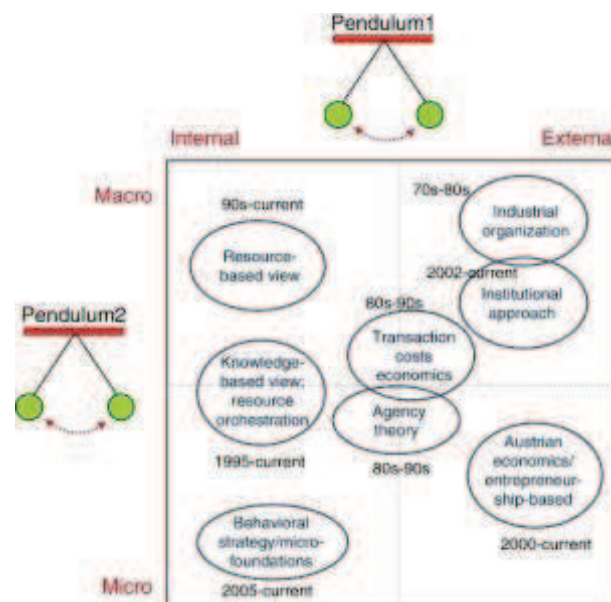 Pendulum1
Internal
External
Macro
70s-80s
90s-current
Industrial
organization
Resource-
based view
2002-current
Institutional
approach
Pendulum2
80s-90s
Transaction
costs
economics
Knowledge-
based view;
resource
orchestration
Agency
theory
Austrian
economics/
entrepreneur-
ship-based
1995-current
80s-90s
Behavioral
strategy/micro-
foundations
2000-current
Micro
2005-current